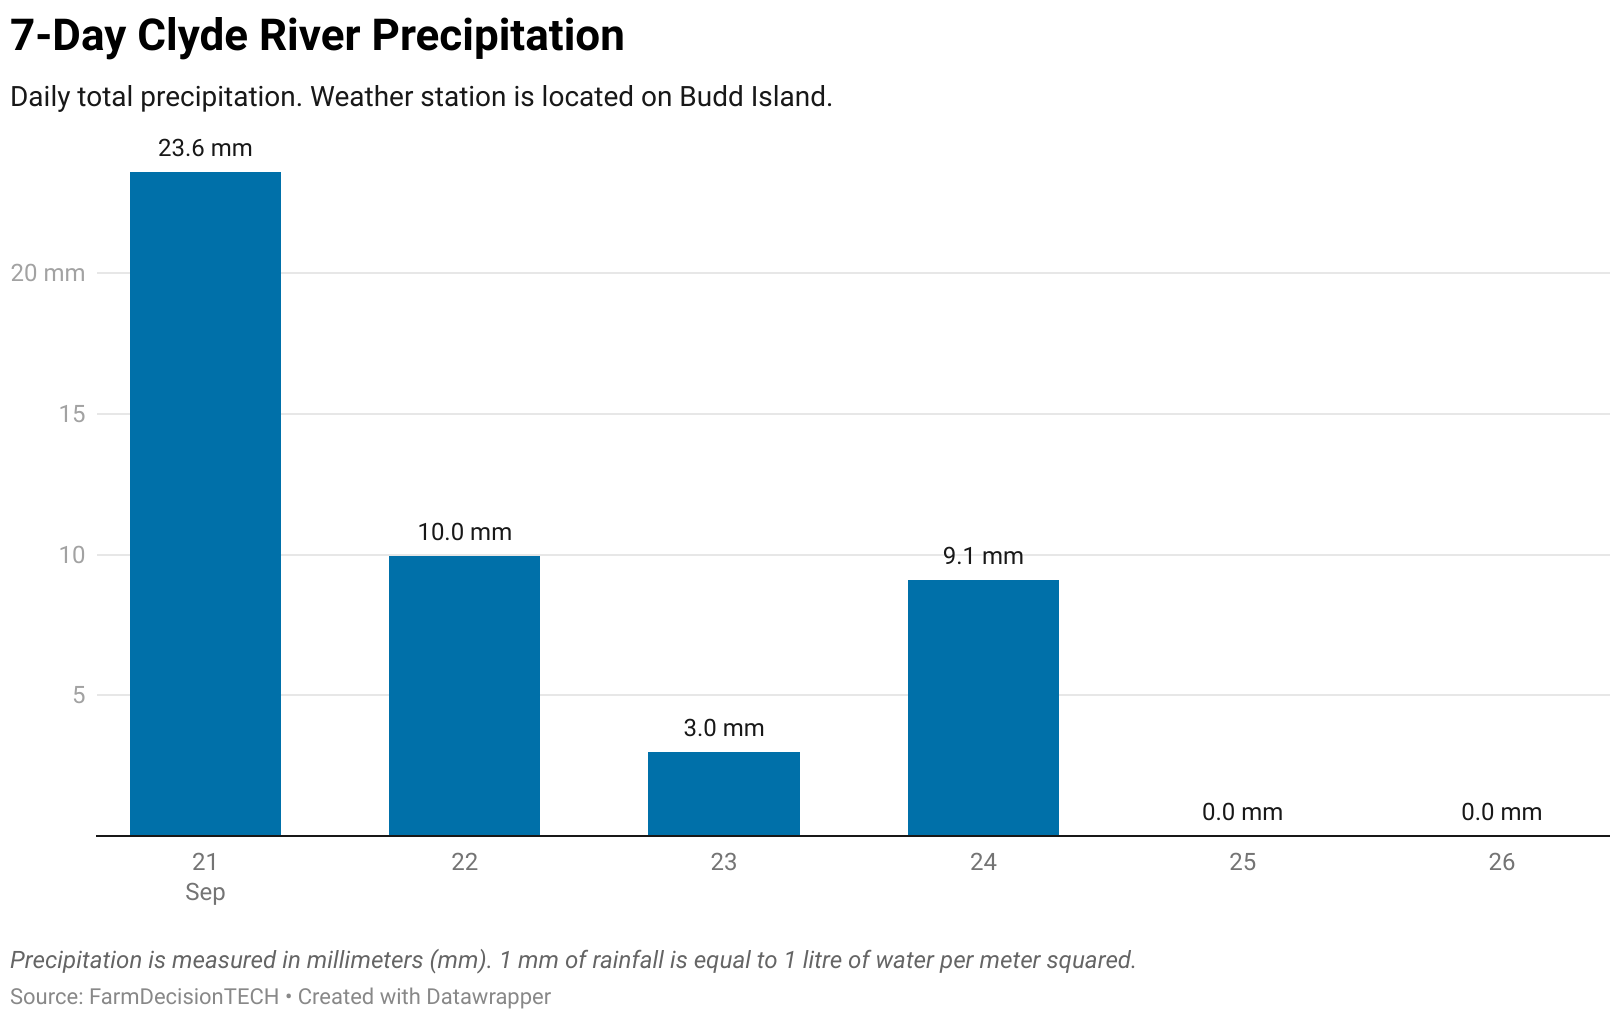 7-Day Clyde River Precipitation
Daily total precipitation. Weather station is located on Budd Island.
23.6 mm
20 mm
15
10.0 mm
10
9.1 mm
5
3.0 mm
0.0 mm
0.0 mm
21
22
23
24
25
26
Sep
Precipitation is measured in millimeters (mm). 1 mm of rainfall is equal to 1 litre of water per meter squared.
Source: FarmDecisionTECH • Created with Datawrapper